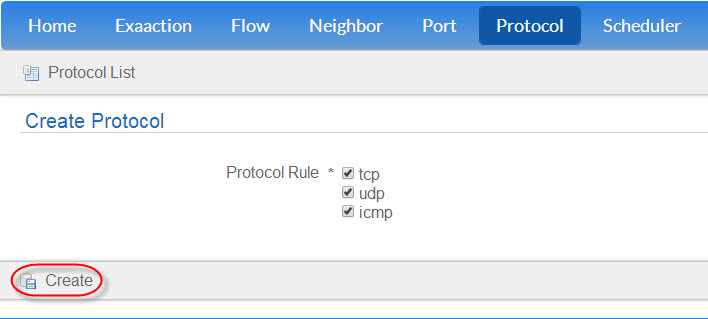 Home Exaaction Flow Neighbor Port Protocol Scheduler
Protocol List
Create Protocol
Protocol Rule * tcp
udp
icmp
Create